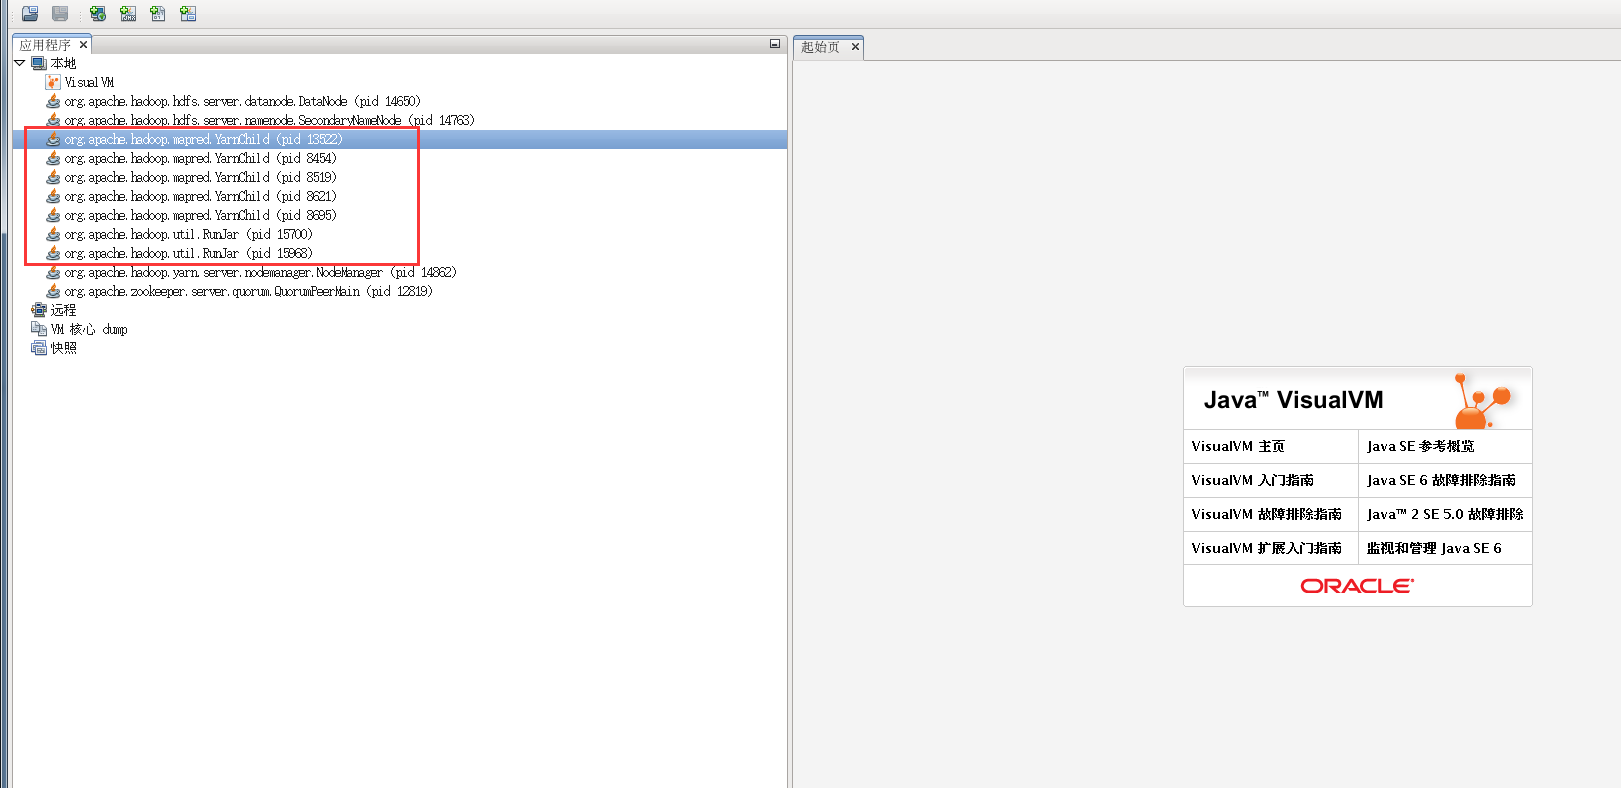 应用程序
起始页
本地
VisualVM
org.apache.hadoop.hdfs.server.datanode.DataNode (pid 14650)
org.apache.hadoop.hdfs.server.namenode.SecondaryNameNode (pid 14763)
org.apache.hadoop.mapred.YarnChild (pid 13522)
org.apache.hadoop.mapred.YarnChild (pid 8454)
org.apache.hadoop.mapred.YarnChild (pid 8519)
org.apache.hadoop.mapred.YarnChild (pid 8621)
org.apache.hadoop.mapred.YarnChild (pid 8695)
org.apache.hadoop.util.RunJar (pid 15700)
org.apache.hadoop.util.RunJar (pid 15968)
org.apache.hadoop.yarn.server.nodemanager.NodeManager (pid 14862)
org.apache.zookeeper.server.quorum.QuorumPeerMain (pid 12819)
远程
VM 核心 dump
快照
Java™ VisualVM
VisualVM 主页
Java SE 参考概览
VisualVM 入门指南
Java SE 6 故障排除指南
VisualVM 故障排除指南
Java™ 2 SE 5.0 故障排除
VisualVM 扩展入门指南
监视和管理 Java SE 6
ORACLE